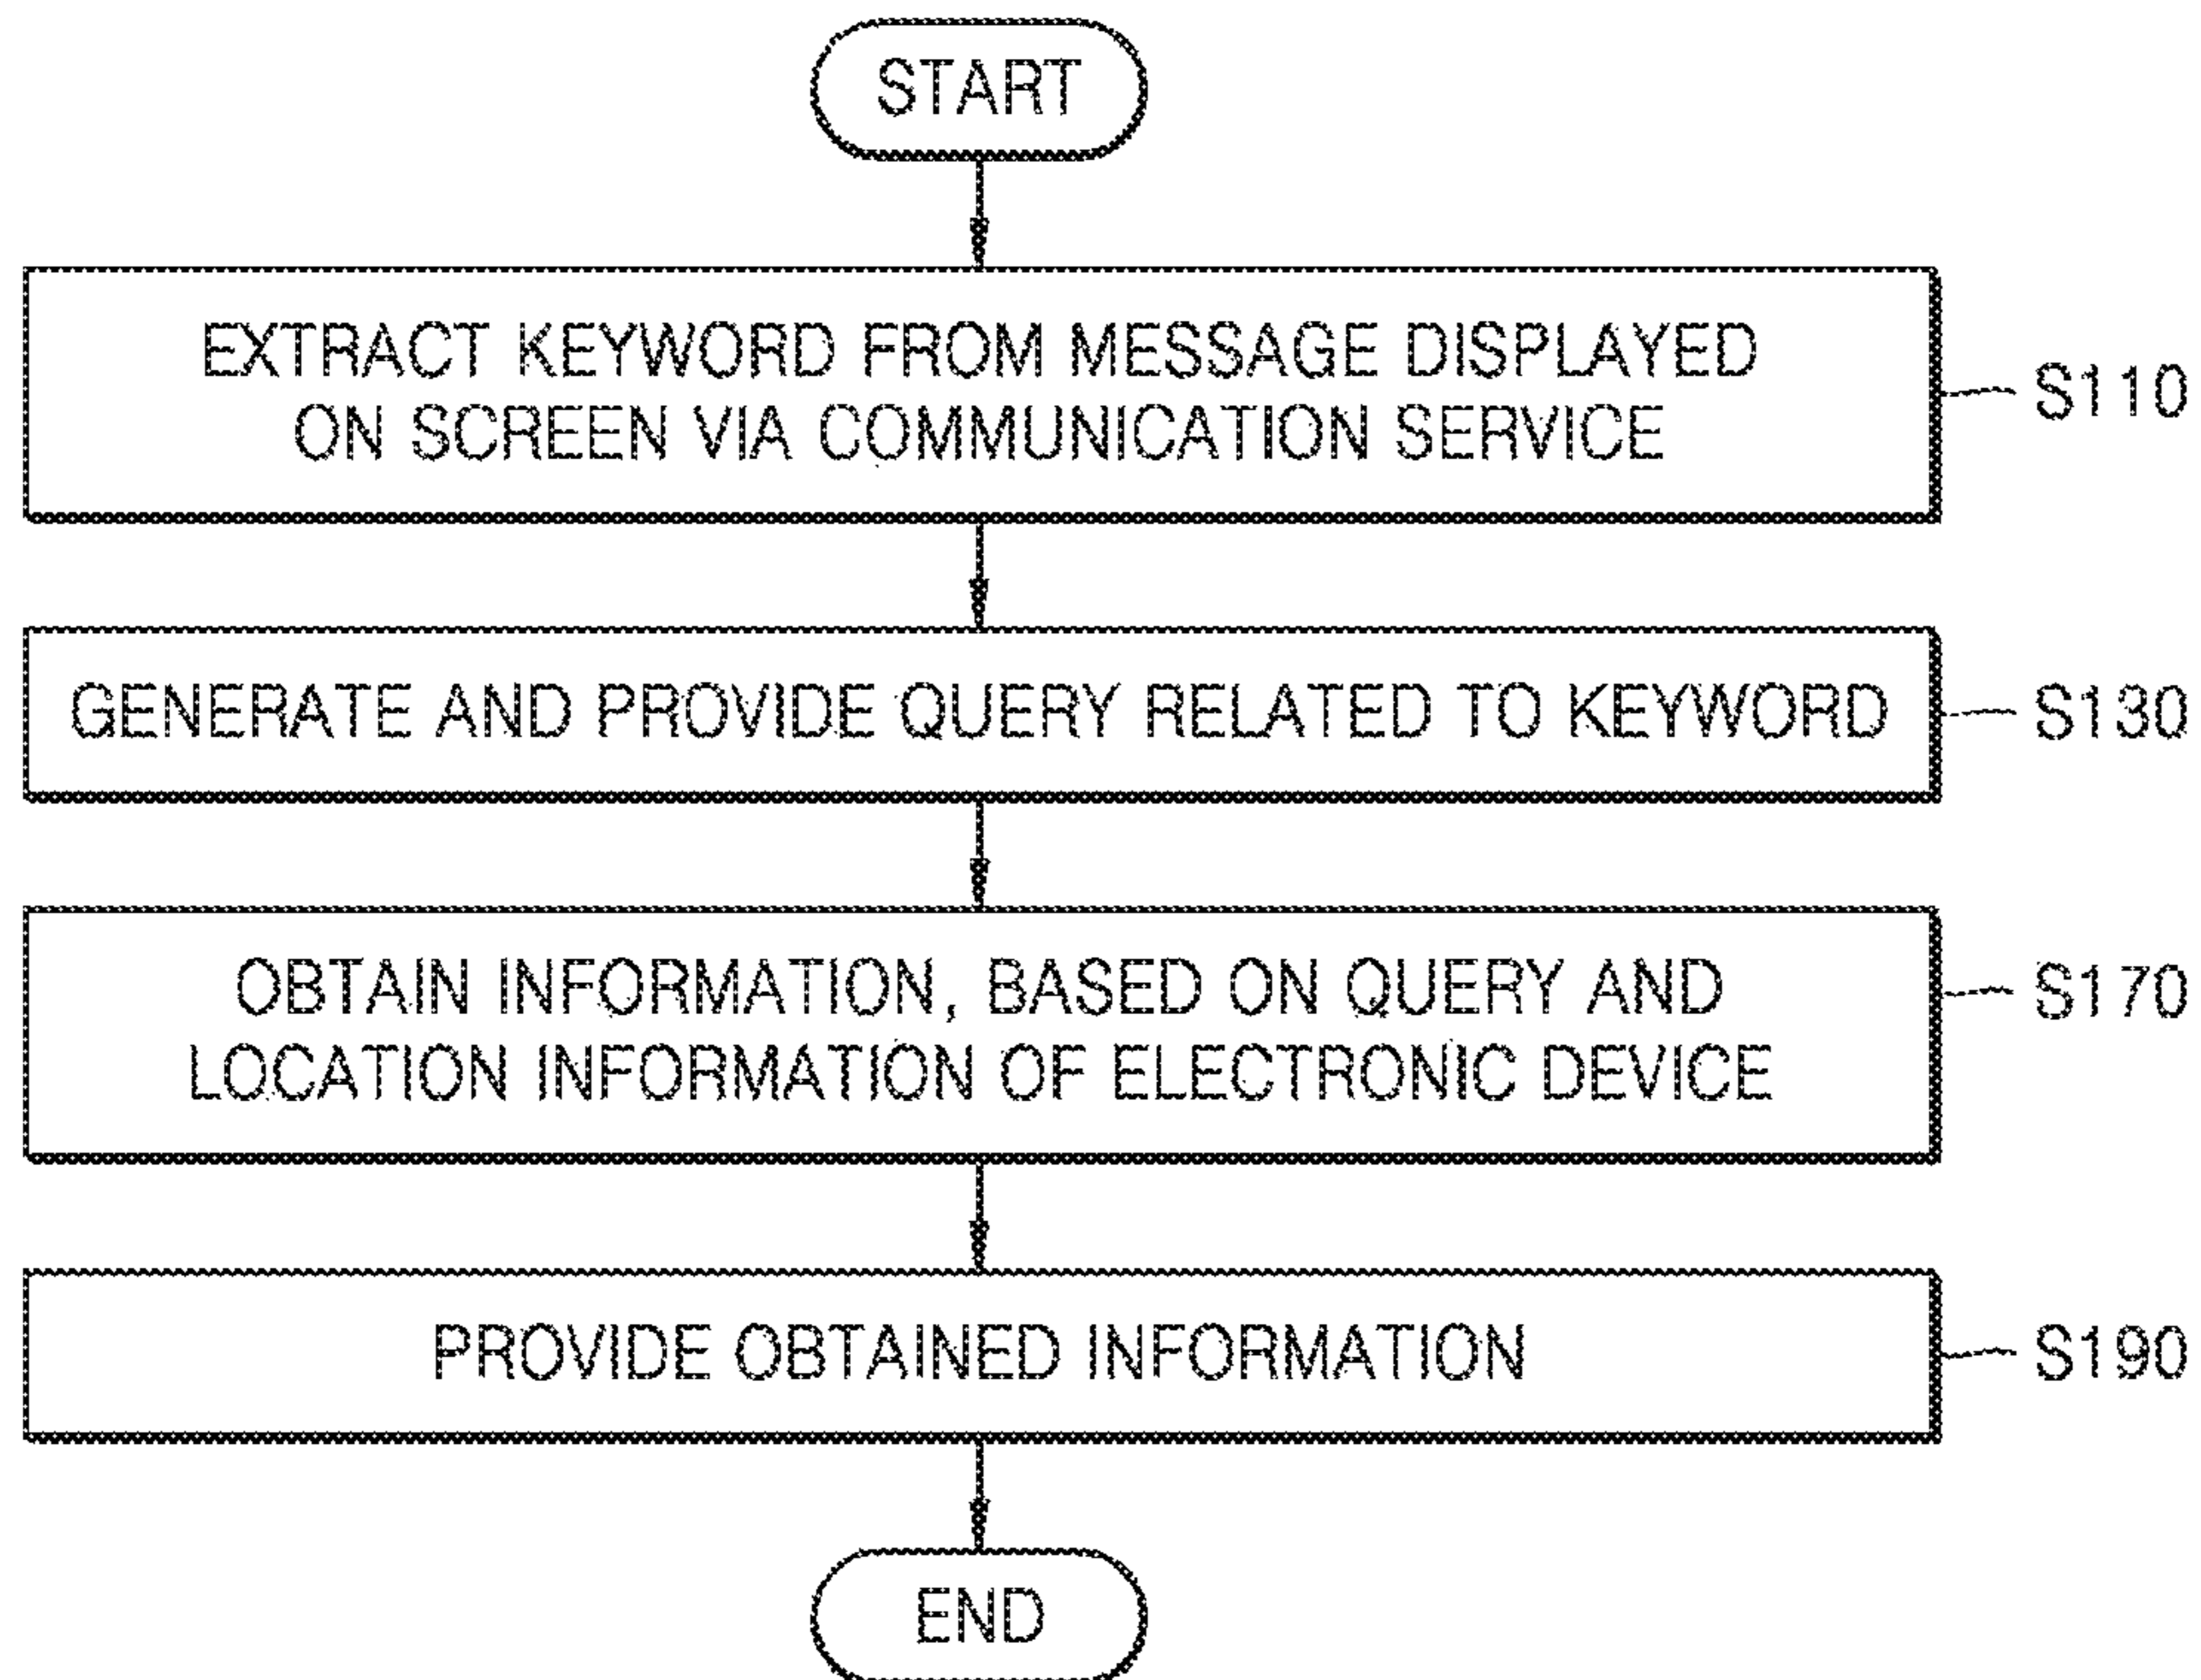 START
EXTRACT KEYWORD FROM MESSAGE DISPLAYED
ON SCREEN VIA COMMUNICATION SERVICE
S110
GENERATE AND PROVIDE QUERY RELATED TO KEYWORD
S130
OBTAIN INFORMATION, BASED ON QUERY AND
LOCATION INFORMATION OF ELECTRONIC DEVICE
S170
PROVIDE OBTAINED INFORMATION
S190
END